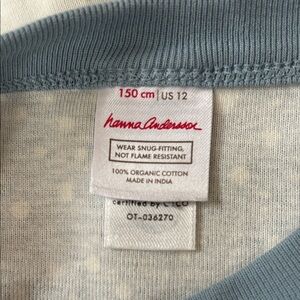 150 cm | US 12
hanna andersson
WEAR SNUG-FITTING,
NOT FLAME RESISTANT
100% ORGANIC COTTON
MADE IN INDIA
certified by
OT-036270